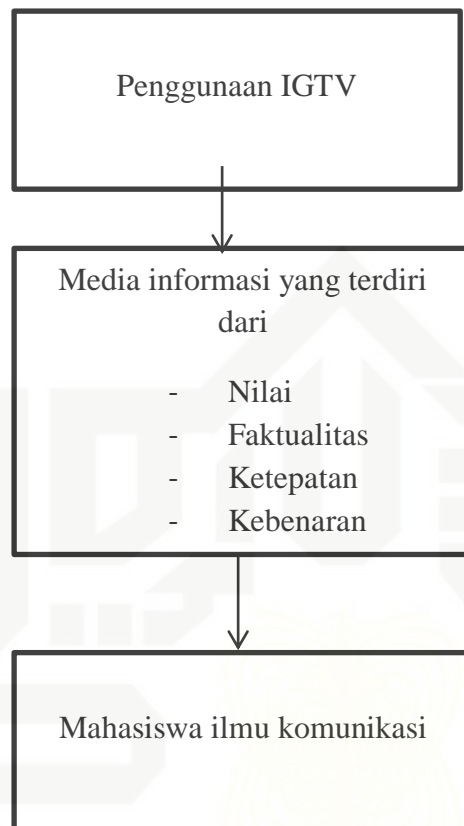 Penggunaan IGTV
Media informasi yang terdiri
dari
- Nilai
- Faktualitas
- Ketepatan
- Kebenaran
Mahasiswa ilmu komunikasi